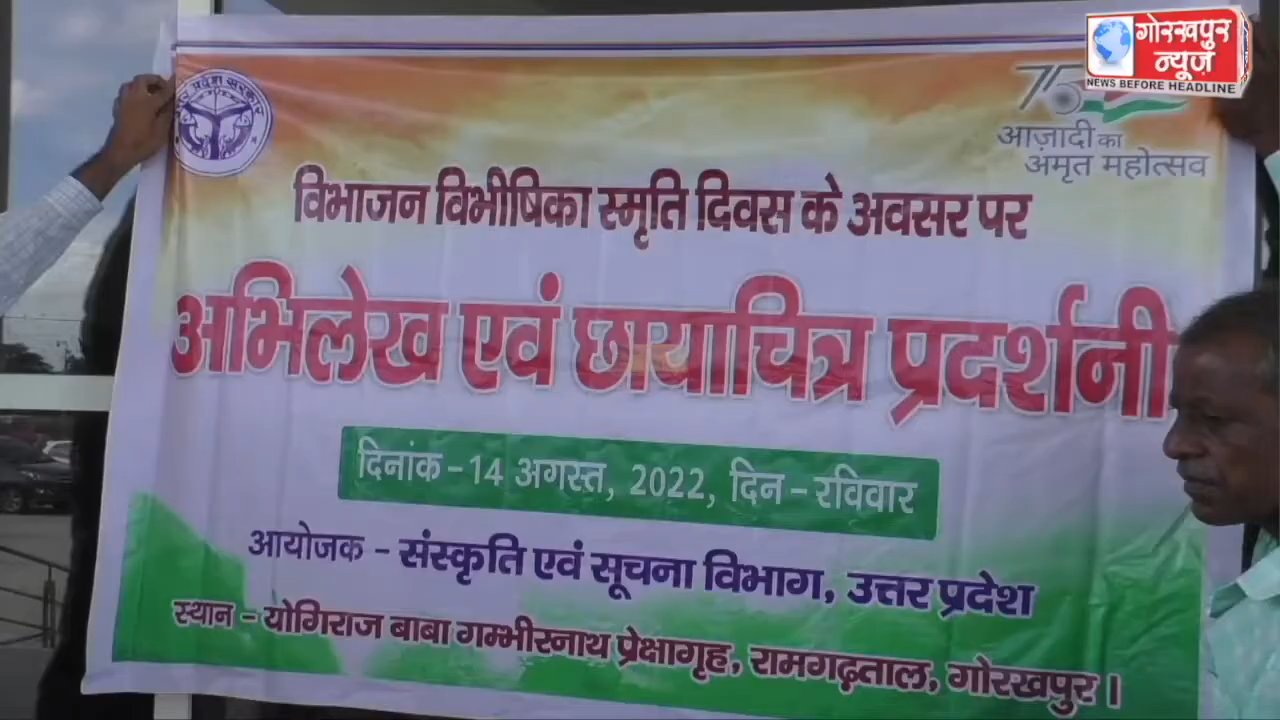 गोरखपुर
न्यूज़
NEWS BEFORE HEADLINE
75
आज़ादी का
अमृत महोत्सव
विभाजन विभीषिका स्मृति दिवस के अवसर पर
अभिलेख एवं छायाचित्र प्रदर्शनी
दिनांक - 14 अगस्त, 2022, दिन - रविवार
आयोजक - संस्कृति एवं सूचना विभाग, उत्तर प्रदेश
स्थान - योगिराज बाबा गम्भीरनाथ प्रेक्षागृह, रामगढ़ताल, गोरखपुर ।